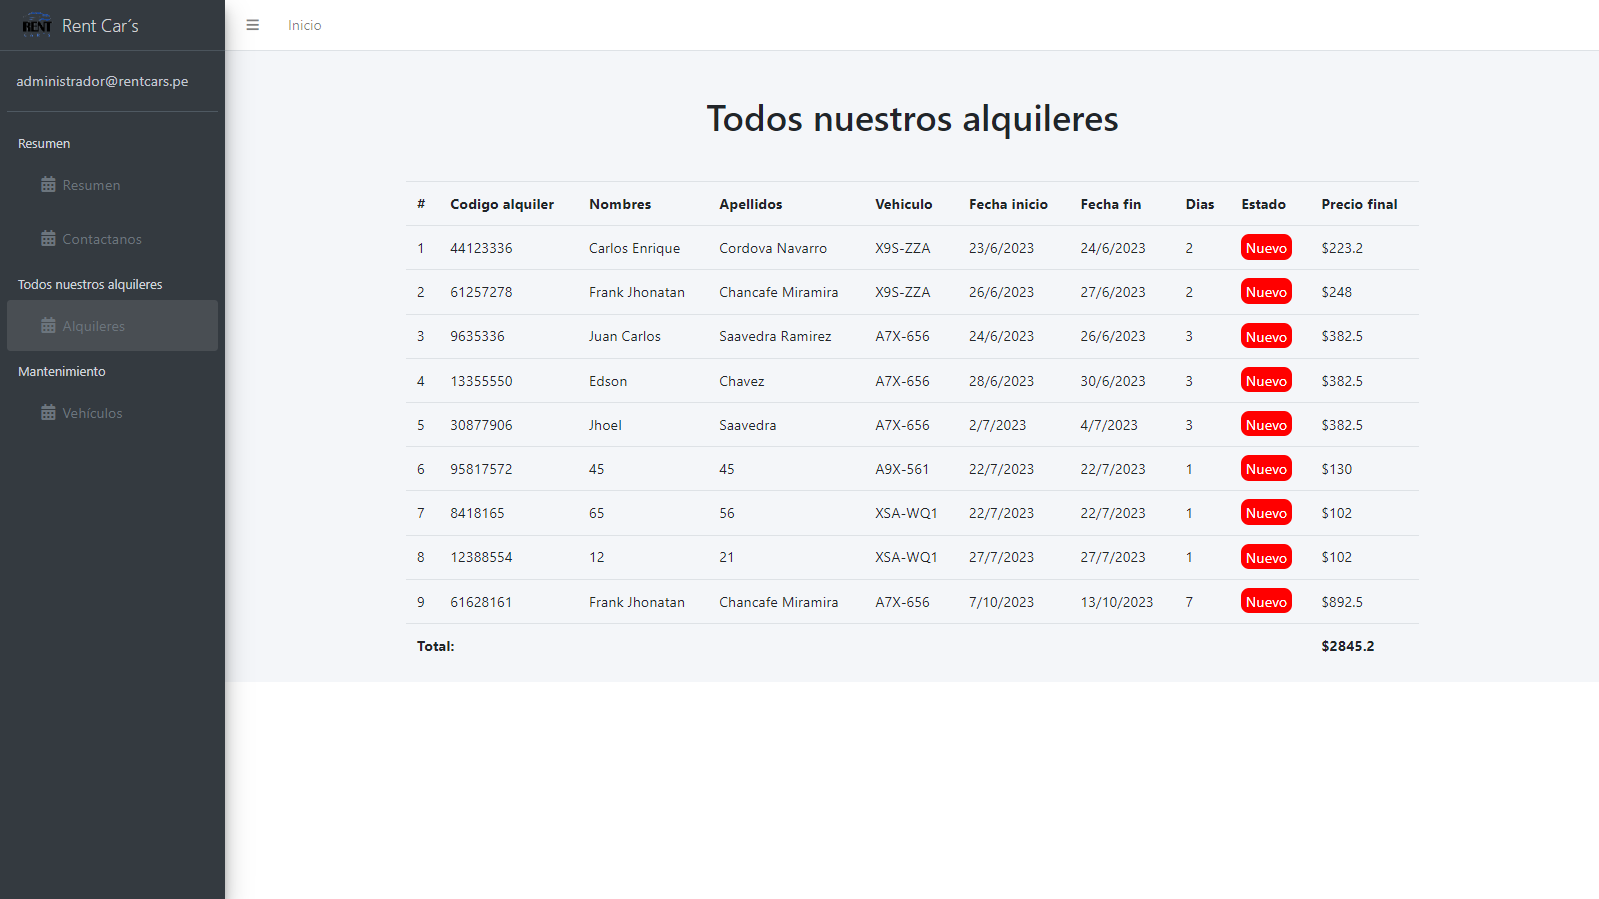 RENT
Rent Car´s
Inicio
administrador@rentcars.pe
Resumen
Resumen
Contactanos
Todos nuestros alquileres
Alquileres
Mantenimiento
Vehículos
Todos nuestros alquileres
# Codigo alquiler Nombres Apellidos Vehiculo Fecha inicio Fecha fin Dias Estado Precio final
1 44123336 Carlos Enrique Cordova Navarro X9S-ZZA 23/6/2023 24/6/2023 2 Nuevo $223.2
2 61257278 Frank Jhonatan Chancafe Miramira X9S-ZZA 26/6/2023 27/6/2023 2 Nuevo $248
3 9635336 Juan Carlos Saavedra Ramirez A7X-656 24/6/2023 26/6/2023 3 Nuevo $382.5
4 13355550 Edson Chavez A7X-656 28/6/2023 30/6/2023 3 Nuevo $382.5
5 30877906 Jhoel Saavedra A7X-656 2/7/2023 4/7/2023 3 Nuevo $382.5
6 95817572 45 45 A9X-561 22/7/2023 22/7/2023 1 Nuevo $130
7 8418165 65 56 XSA-WQ1 22/7/2023 22/7/2023 1 Nuevo $102
8 12388554 12 21 XSA-WQ1 27/7/2023 27/7/2023 1 Nuevo $102
9 61628161 Frank Jhonatan Chancafe Miramira A7X-656 7/10/2023 13/10/2023 7 Nuevo $892.5
Total: $2845.2